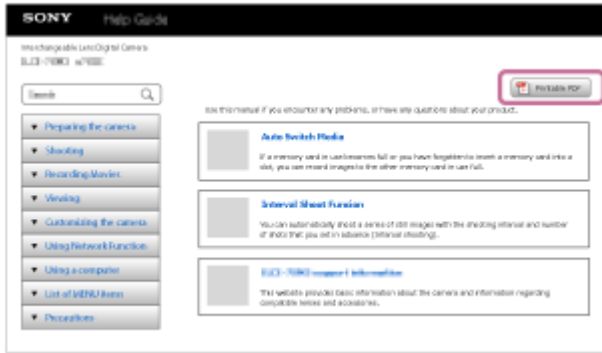 SONY Help Guide
Interchangeable Lens Digital Camera
Search
Printable PDF
Use this manual if you encounter any problems, or have any questions about your product.
Preparing the camera
Shooting
Recording Movies
Viewing
Customizing the camera
Using Network Function
Using a computer
List of MENU items
Precautions
Auto Switch Media
If a memory card in use becomes full or you have forgotten to insert a memory card into a
slot, you can record images to the other memory card in use full.
Interval Shoot Funsion
You can automatically shoot a series of still images with the shooting interval and number
of shots that you set in advance (Interval shooting).
support information
This website provides basic information about the camera and information regarding
compatible lenses and accessories.